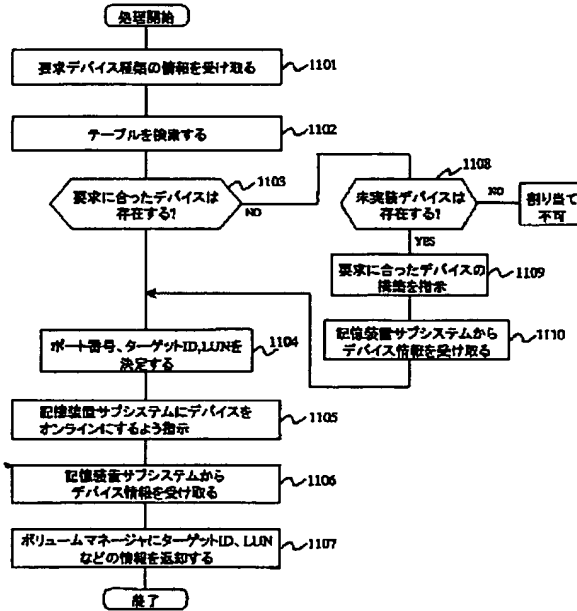 処理開始
要求デバイス種類の情報を受け取る
1101
テーブルを検索する
1102
要求に合ったデバイスは
存在する?
1103
NO
未実装デバイスは
存在する?
1108
NO
割り当て
不可
YES
要求に合ったデバイスの
構築を指示
1109
記憶装置サブシステムから
デバイス情報を受け取る
1110
ポート番号、ターゲットID,LUNを
決定する
1104
記憶装置サブシステムにデバイスを
オンラインにするよう指示
1105
記憶装置サブシステムから
デバイス情報を受け取る
1106
ボリュームマネージャにターゲットID、LUN
などの情報を返却する
1107
終了